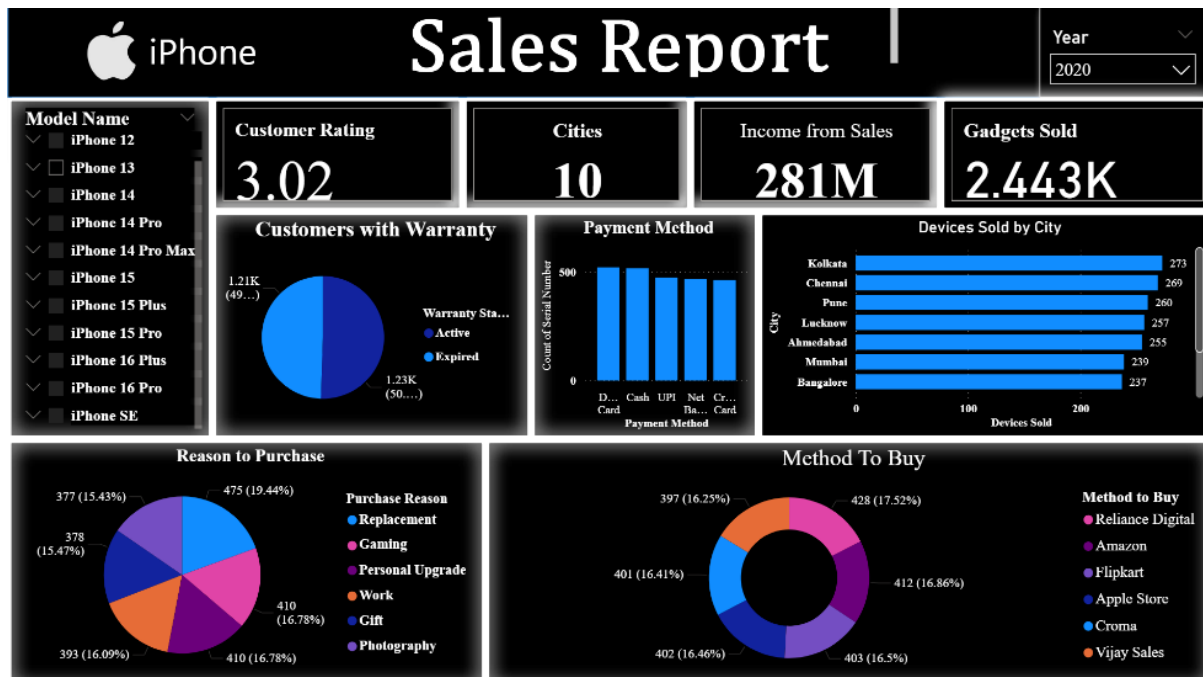 iPhone
Sales Report
Year
2020
Model Name
iPhone 12
iPhone 13
iPhone 14
iPhone 14 Pro
iPhone 14 Pro Max
iPhone 15
iPhone 15 Plus
iPhone 15 Pro
iPhone 16 Plus
iPhone 16 Pro
iPhone SE
Customer Rating
3.02
Cities
10
Income from Sales
281M
Gadgets Sold
2.443K
Customers with Warranty
1.21K
(49...)
1.23K
(50....)
Warranty Sta...
Active
Expired
Payment Method
Count of Serial Number
500
0
D... Card
Cash
UPI
Net Ba...
Cr... Card
Payment Method
Devices Sold by City
City
Kolkata 273
Chennai 269
Pune 260
Lucknow 257
Ahmedabad 255
Mumbai 239
Bangalore 237
0 100 200
Devices Sold
Reason to Purchase
475 (19.44%)
410
(16.78%)
410 (16.78%)
393 (16.09%)
378
(15.47%)
377 (15.43%)
Purchase Reason
Replacement
Gaming
Personal Upgrade
Work
Gift
Photography
Method To Buy
428 (17.52%)
412 (16.86%)
403 (16.5%)
402 (16.46%)
401 (16.41%)
397 (16.25%)
Method to Buy
Reliance Digital
Amazon
Flipkart
Apple Store
Croma
Vijay Sales